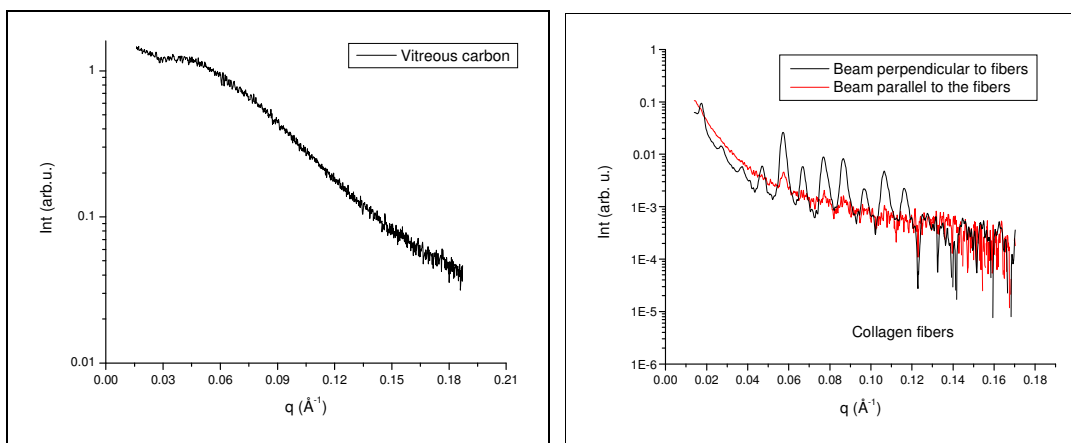 Vitreous carbon
1
0.1
0.01
Int (arb.u.)
0.00 0.03 0.06 0.09 0.12 0.15 0.18 0.21
q (Å⁻¹)
Beam perpendicular to fibers
Beam parallel to the fibers
1
0.1
0.01
1E-3
1E-4
1E-5
1E-6
Int (arb. u.)
Collagen fibers
0.00 0.02 0.04 0.06 0.08 0.10 0.12 0.14 0.16 0.18
q (Å⁻¹)